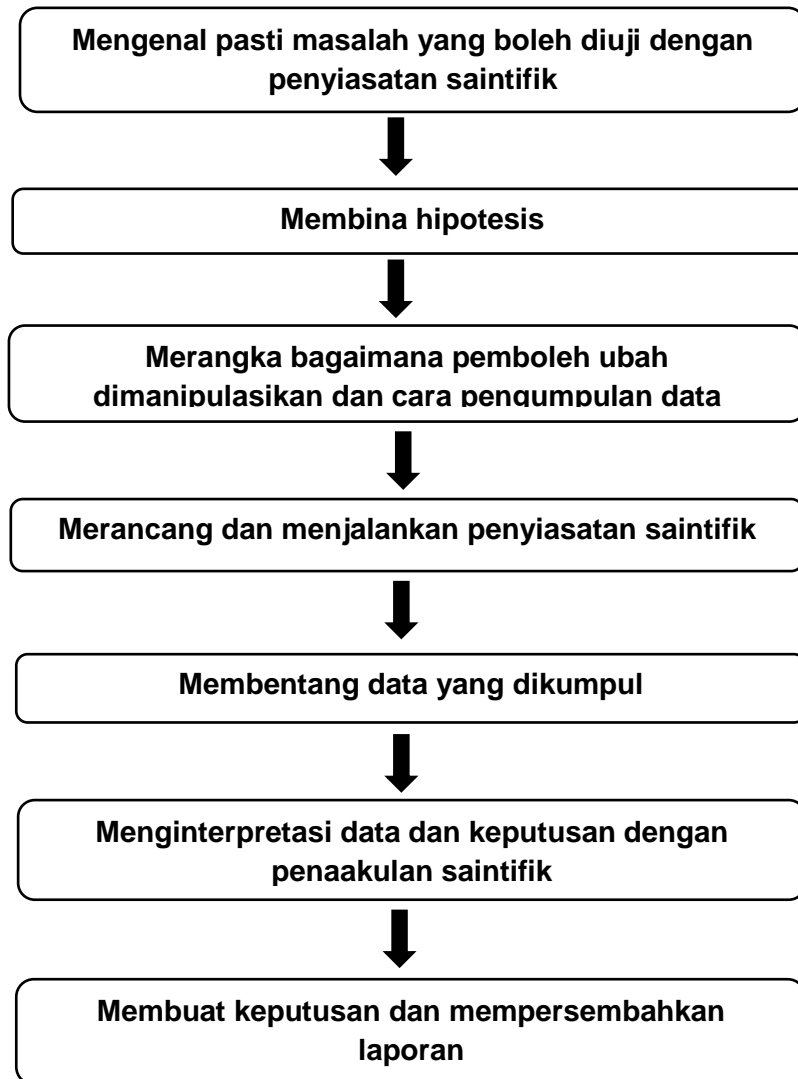 Mengenal pasti masalah yang boleh diuji dengan
penyiasatan saintifik
Membina hipotesis
Merangka bagaimana pemboleh ubah
dimanipulasikan dan cara pengumpulan data
Merancang dan menjalankan penyiasatan saintifik
Membentang data yang dikumpul
Menginterpretasi data dan keputusan dengan
penaakulan saintifik
Membuat keputusan dan mempersembahkan
laporan